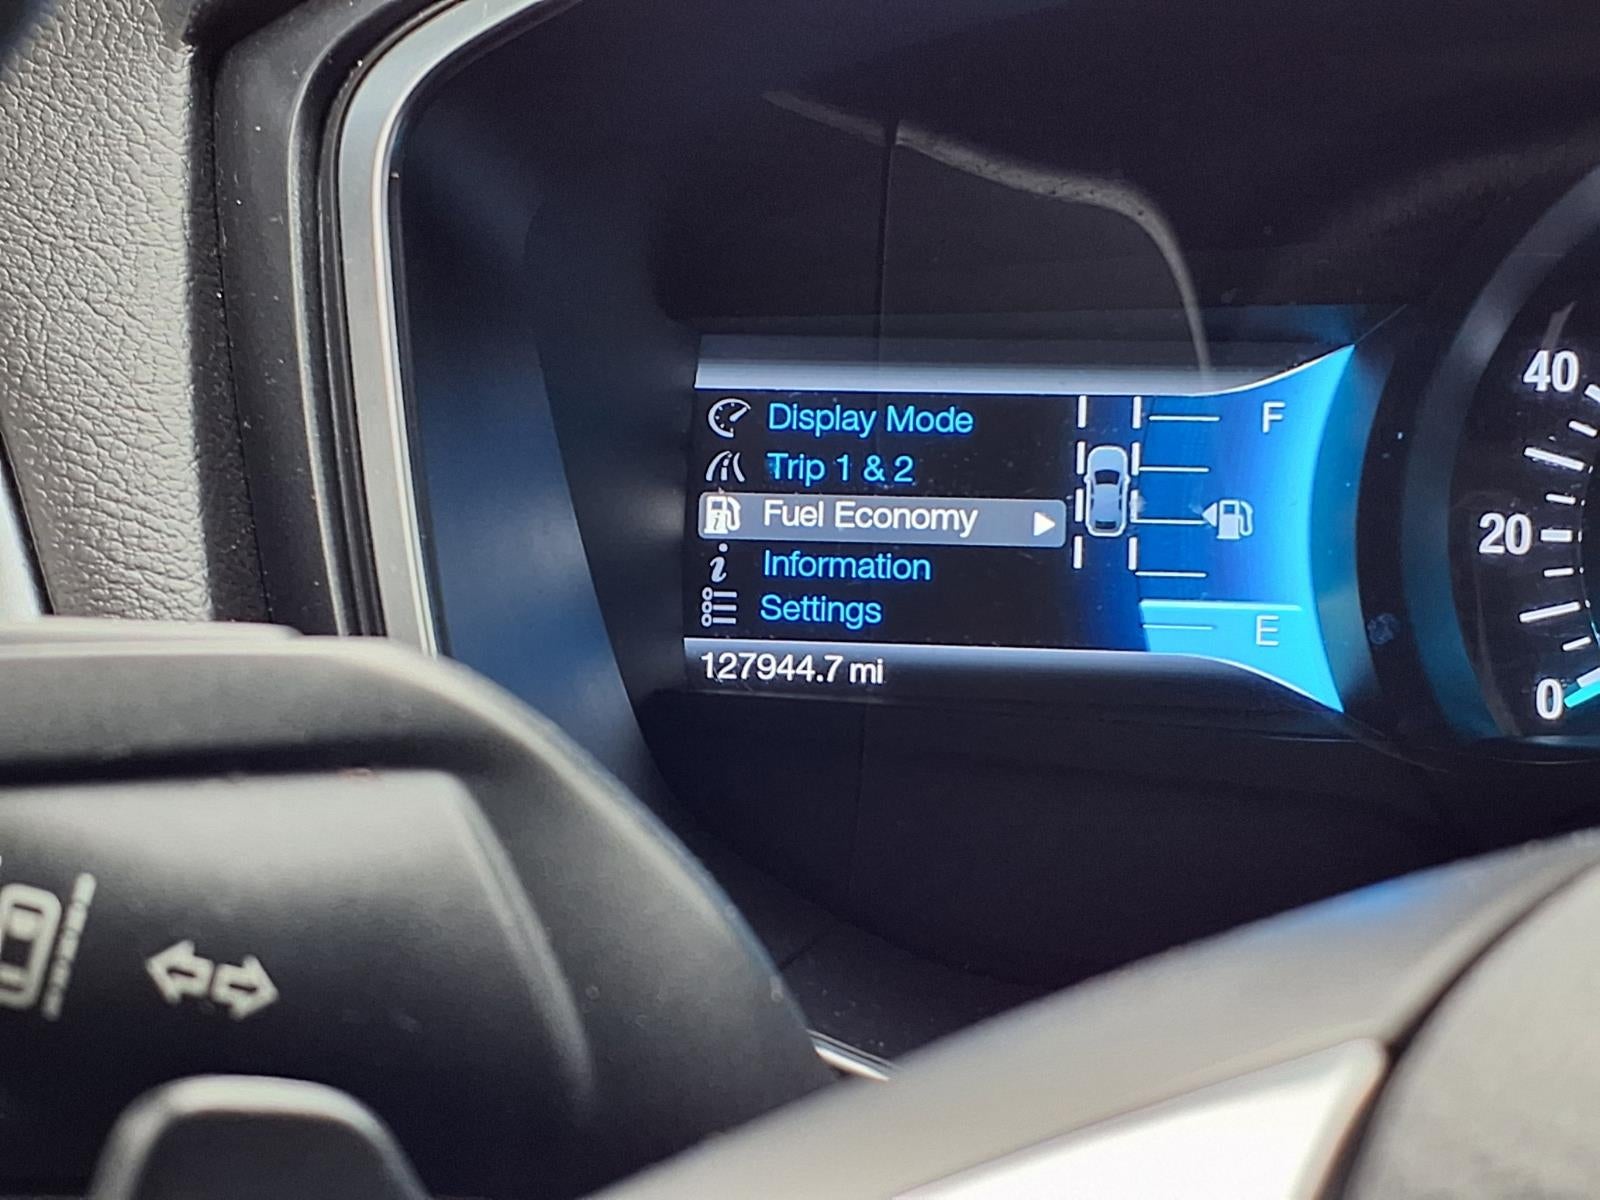 Display Mode
Trip 1 & 2
Fuel Economy
Information
Settings
127944.7 mi
F
E
40
20
0